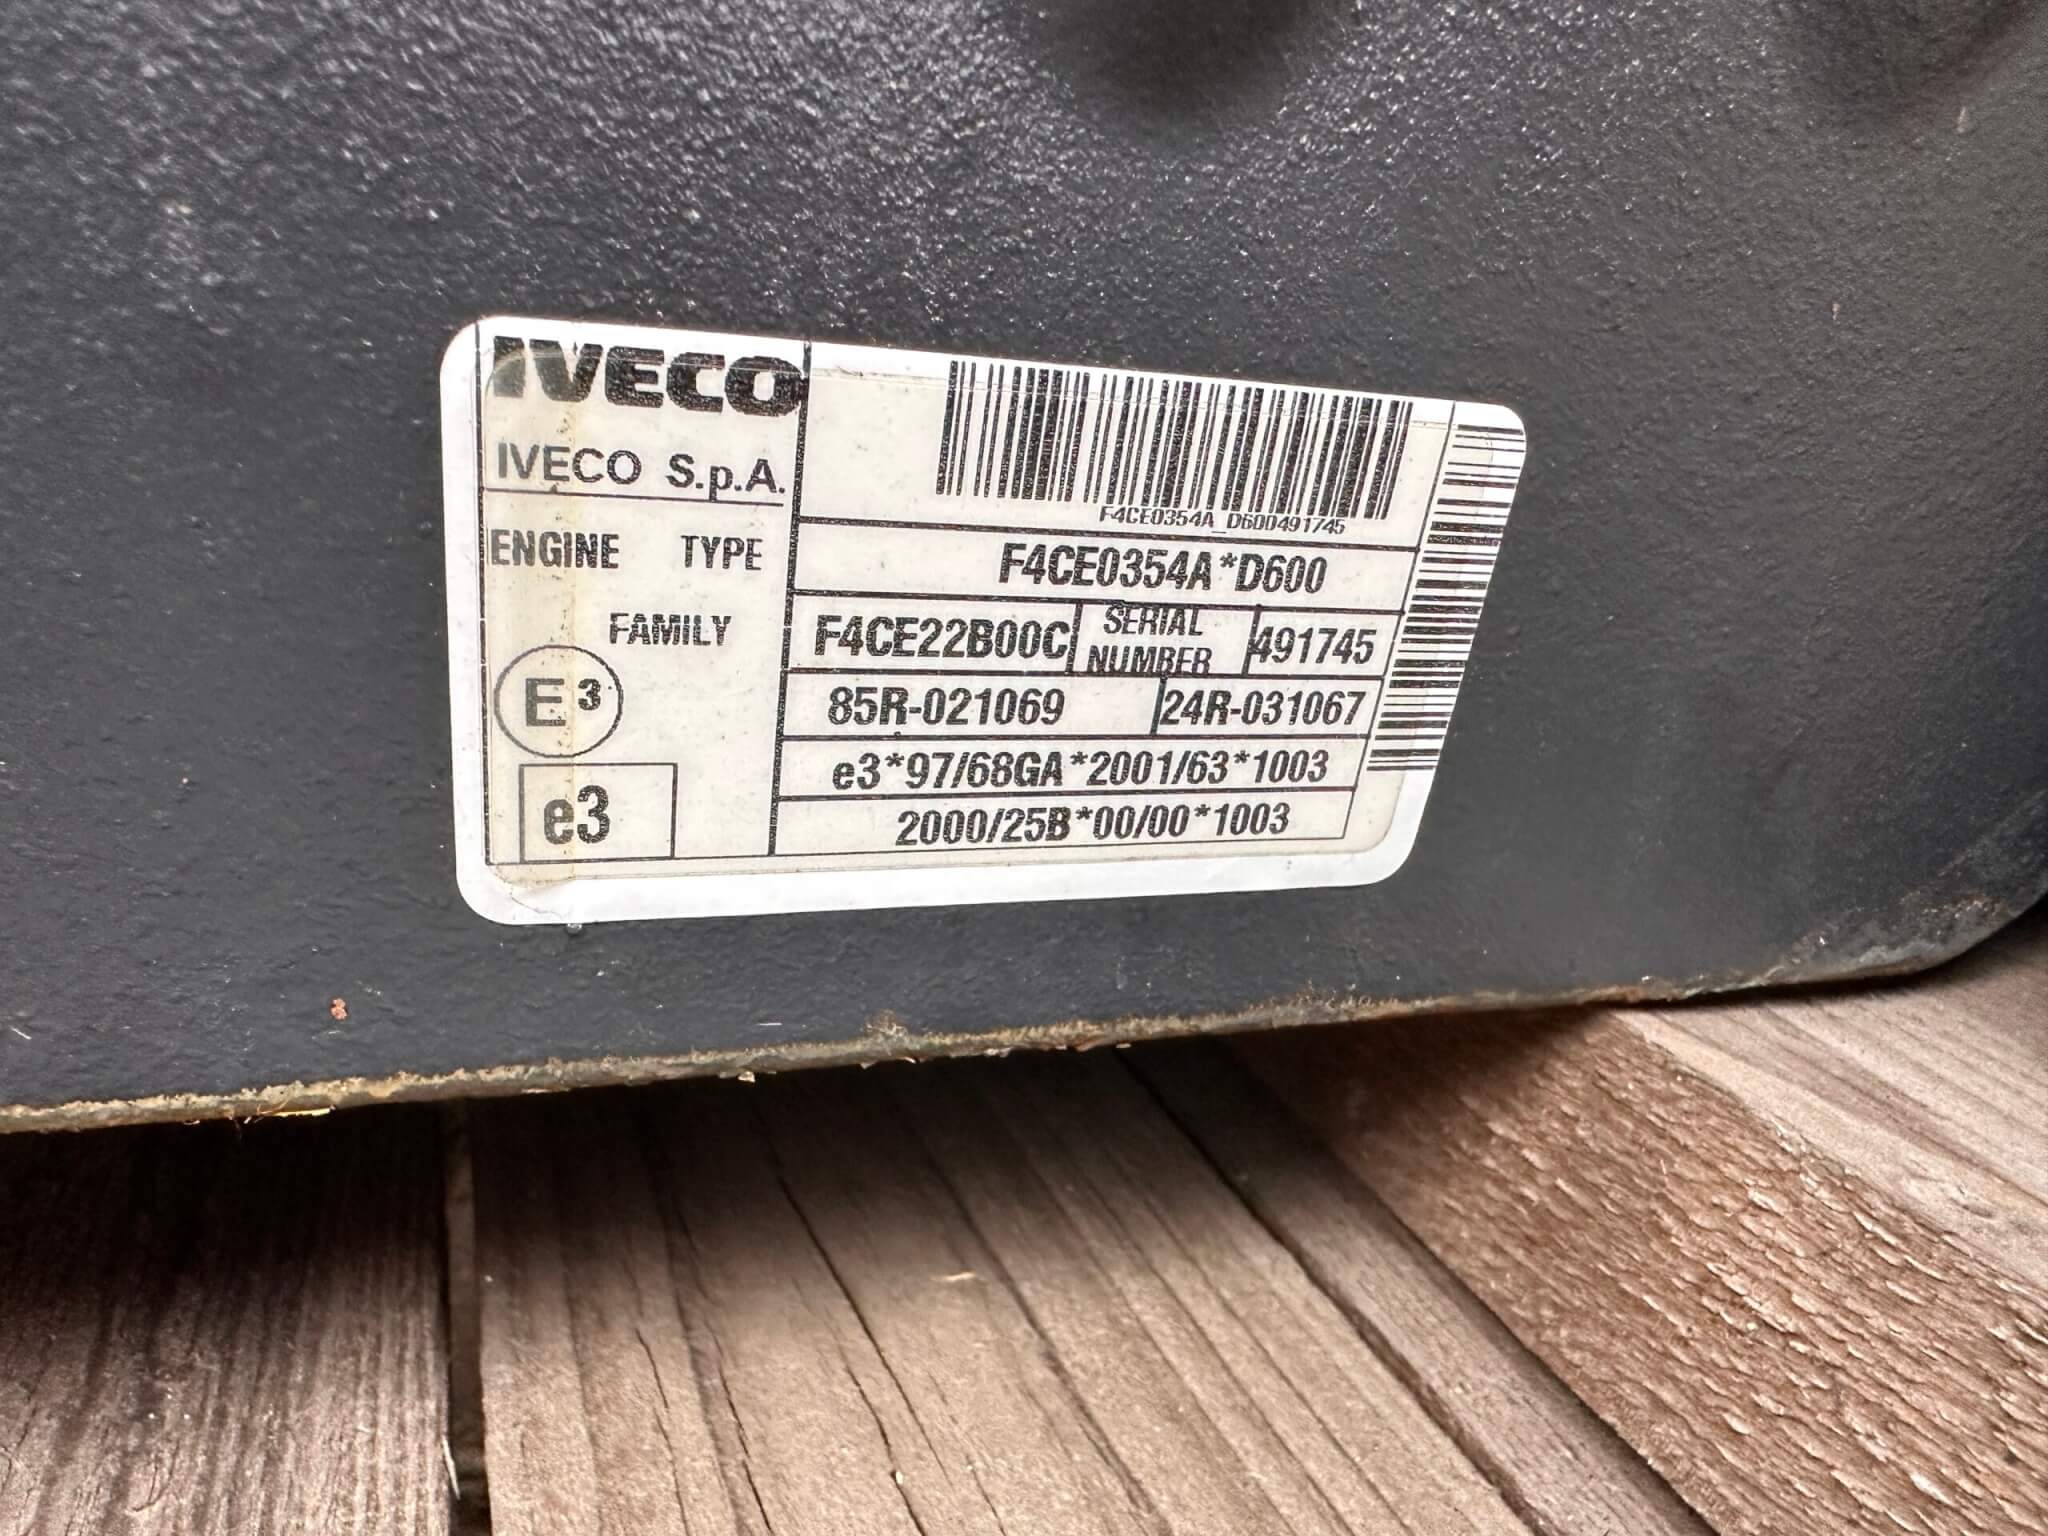 IVECO
IVECO S.p.A.
F4CE0354A_D600491745
ENGINE TYPE F4CE0354A*D600
FAMILY F4CE22B00C SERIAL NUMBER 491745
E3 85R-021069 24R-031067
e3*97/68GA*2001/63*1003
e3 2000/25B*00/00*1003